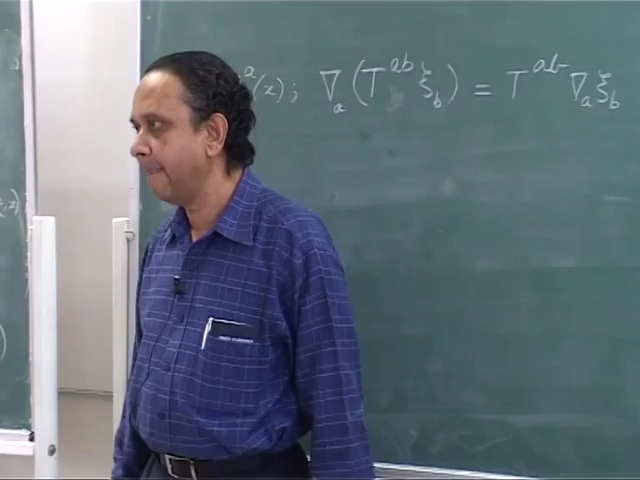 ᵃ(x); ∇ₐ(Tᵃᵇ ξ_b) = Tᵃᵇ ∇ₐ ξ_b